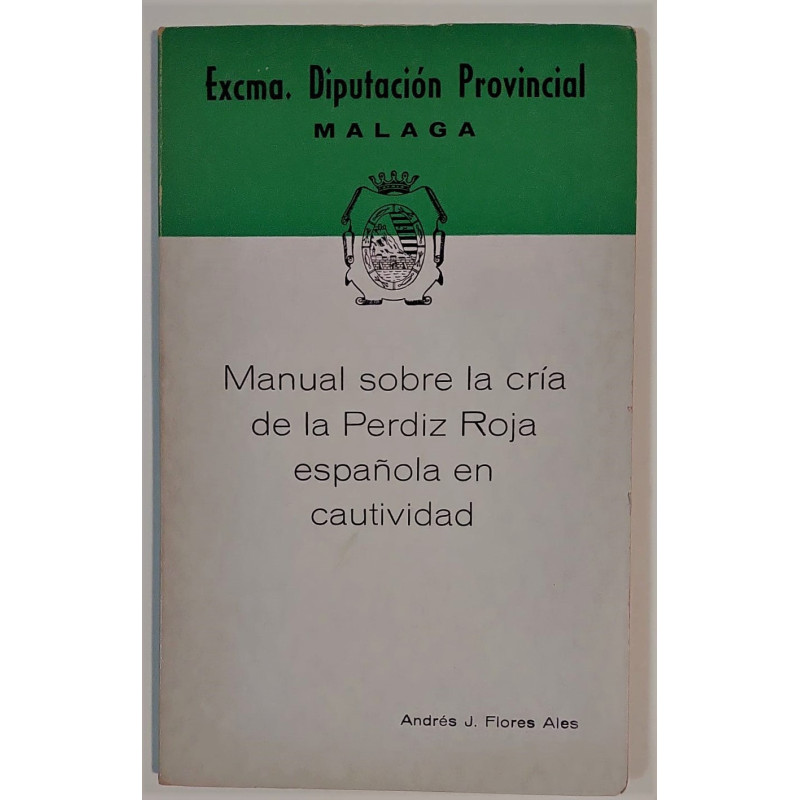 Excma. Diputación Provincial
MALAGA
Manual sobre la cría
de la Perdiz Roja
española en
cautividad
Andrés J. Flores Ales